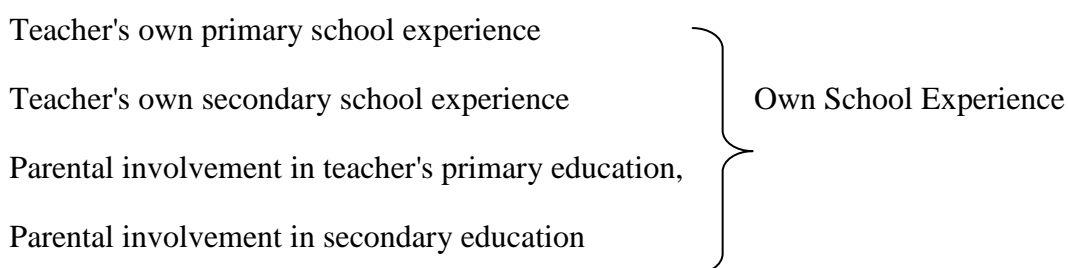 Teacher's own primary school experience
Teacher's own secondary school experience Own School Experience
Parental involvement in teacher's primary education,
Parental involvement in secondary education